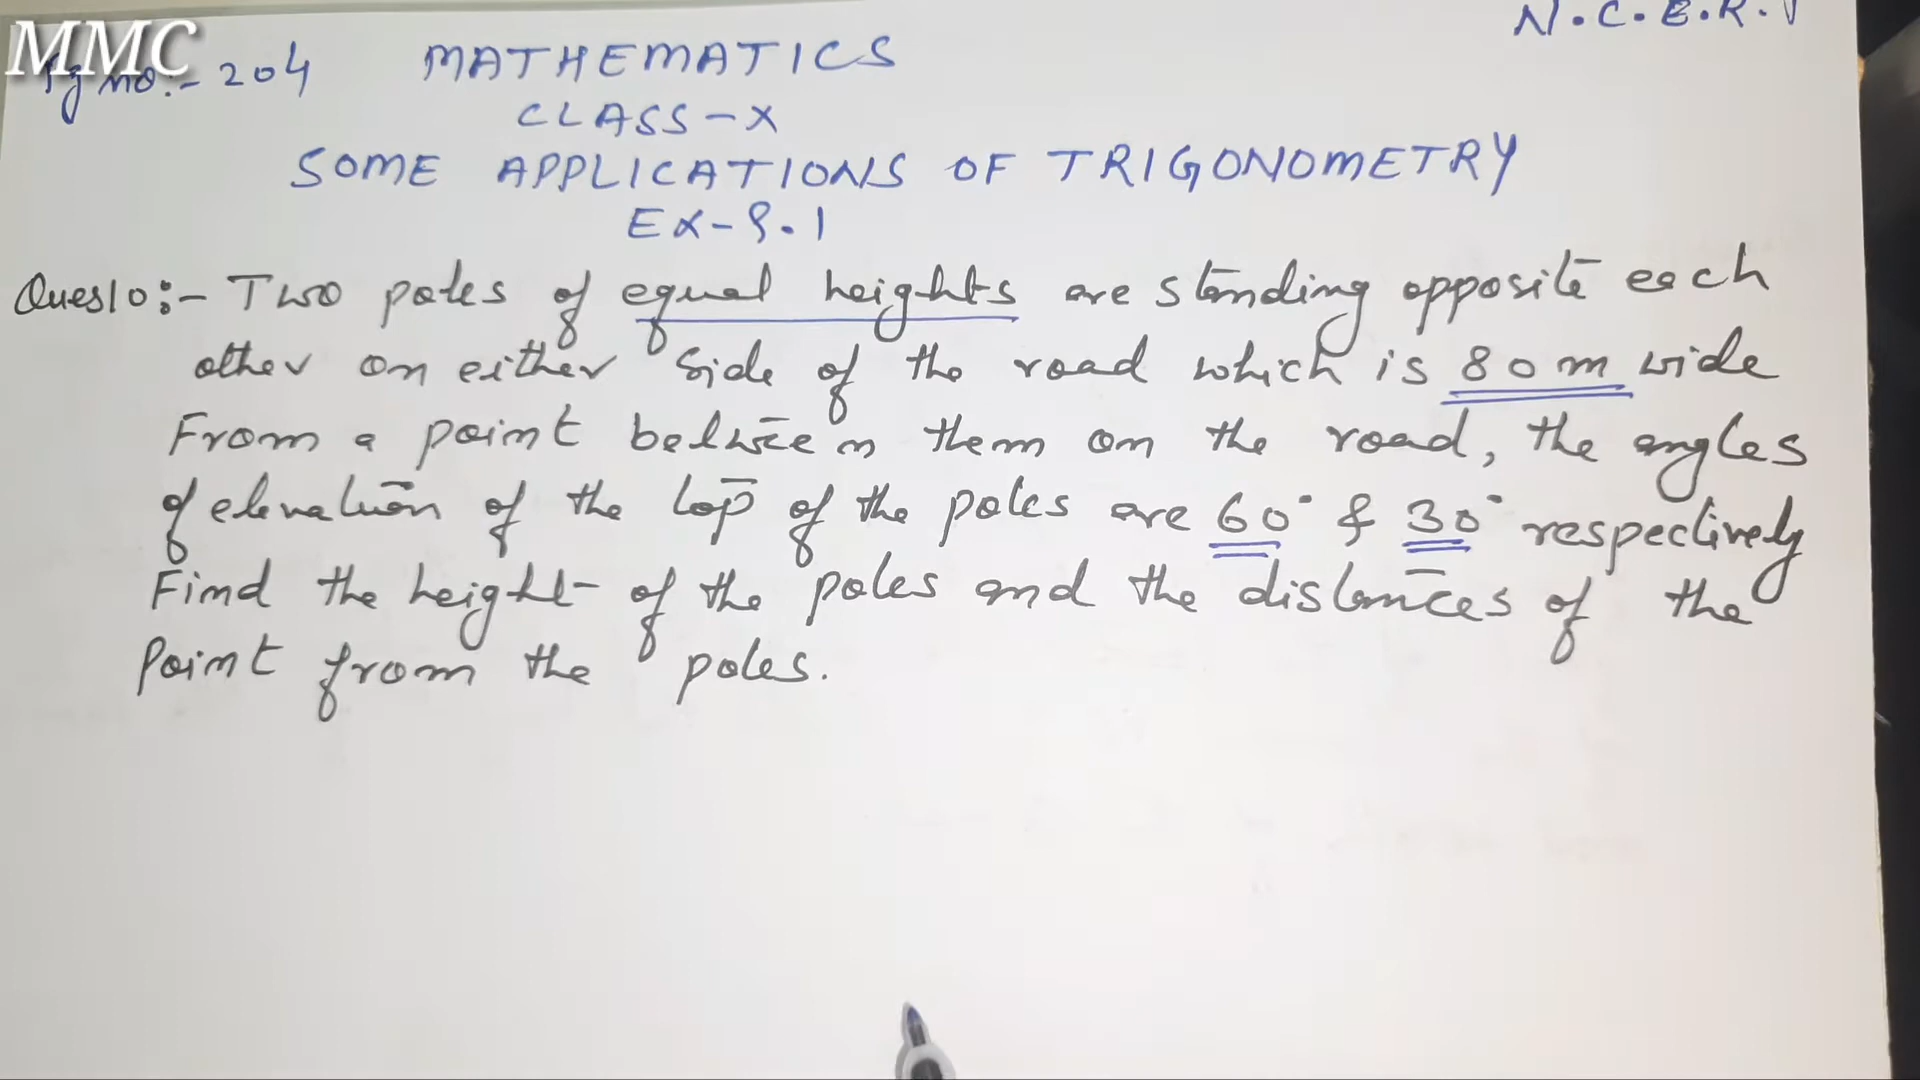 MMC
N.C.E.R.T
Pg no:- 204 MATHEMATICS
CLASS-X
SOME APPLICATIONS OF TRIGONOMETRY
EX-9.1
Ques10:- Two poles of equal heights are standing opposite each
other on either side of the road which is 80m wide
From a point between them on the road, the angles
of elevation of the top of the poles are 60° & 30° respectively
Find the height of the poles and the distances of the
Point from the poles.